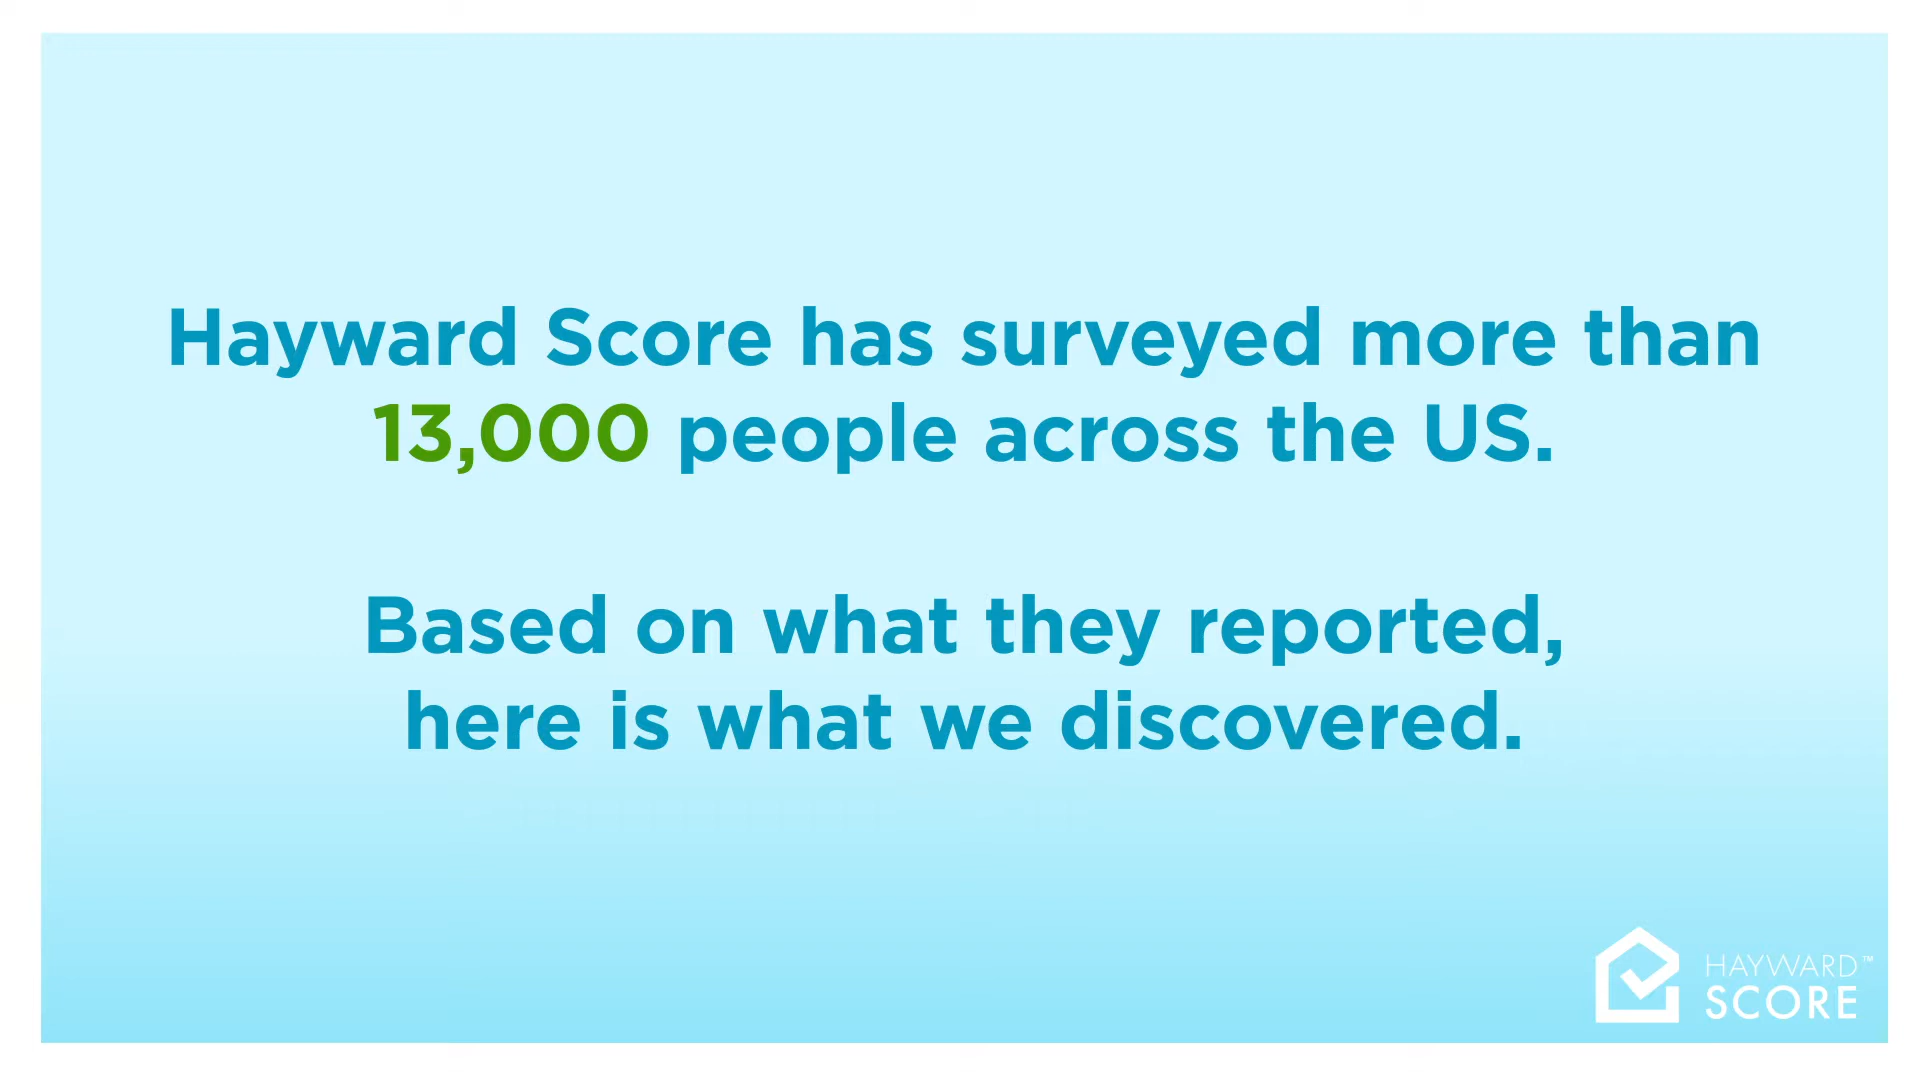 Hayward Score has surveyed more than
13,000 people across the US.
Based on what they reported,
here is what we discovered.
HAYWARD™
SCORE